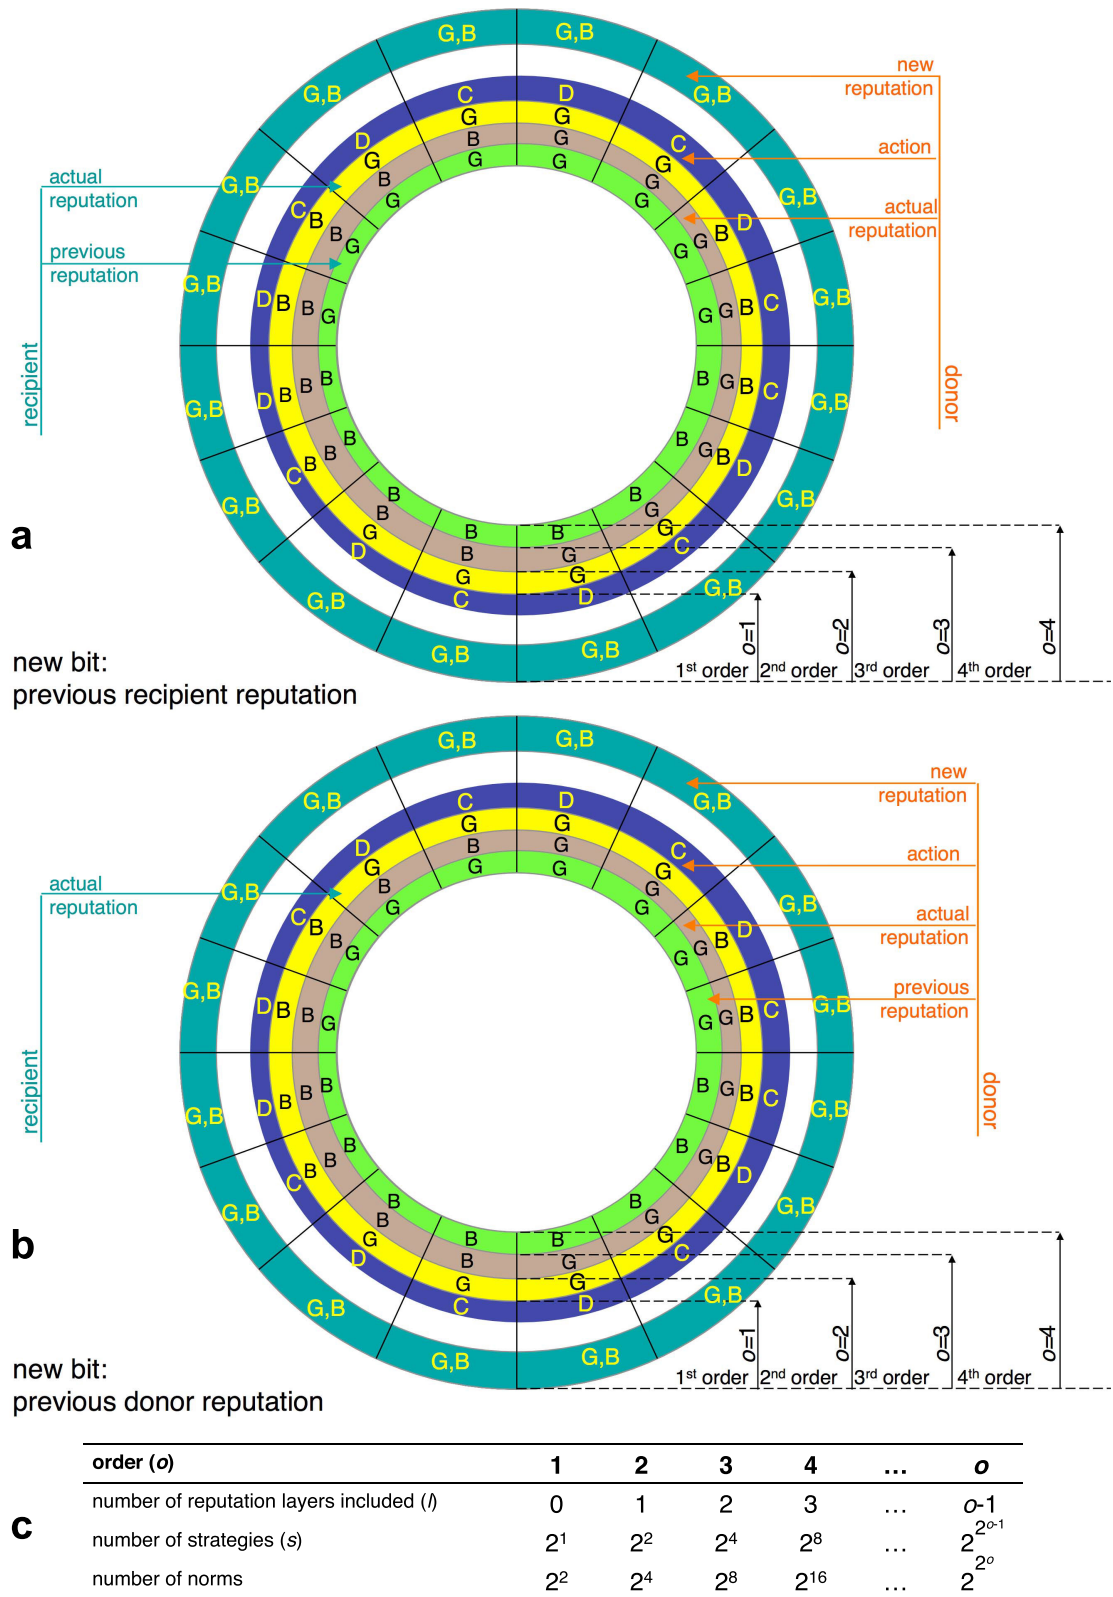 G,B G,B
new
reputation
G,B G,B
C D
G G
B G
G G
D C
G G
B G
G G
action
actual
reputation
G,B G,B
actual
reputation
C D
B B
B G
G G
previous
reputation
G,B G,B
D B B G G G B C
recipient
donor
G,B D B B B B G B C G,B
G,B C B B B B G B D G,B
B B
B G
G G
D C
a
B B
B G
G G
C D
G,B G,B
G,B G,B
o=1
o=2
o=3
o=4
1st order 2nd order 3rd order 4th order
new bit:
previous recipient reputation
G,B G,B
new
reputation
G,B G,B
C D
G G
B G
G G
D C
G G
B G
G G
action
actual
reputation
G,B G,B
actual
reputation
C D
B B
B G
G G
previous
reputation
G,B G,B
D B B G G G B C
recipient
donor
G,B D B B B B G B C G,B
G,B C B B B B G B D G,B
B B
B G
G G
D C
b
B B
B G
G G
C D
G,B G,B
G,B G,B
o=1
o=2
o=3
o=4
1st order 2nd order 3rd order 4th order
new bit:
previous donor reputation
c
order (o) 1 2 3 4 ... o
number of reputation layers included (l) 0 1 2 3 ... o-1
number of strategies (s) 2^1 2^2 2^4 2^8 ... 2^2^o-1
number of norms 2^2 2^4 2^8 2^16 ... 2^2^o